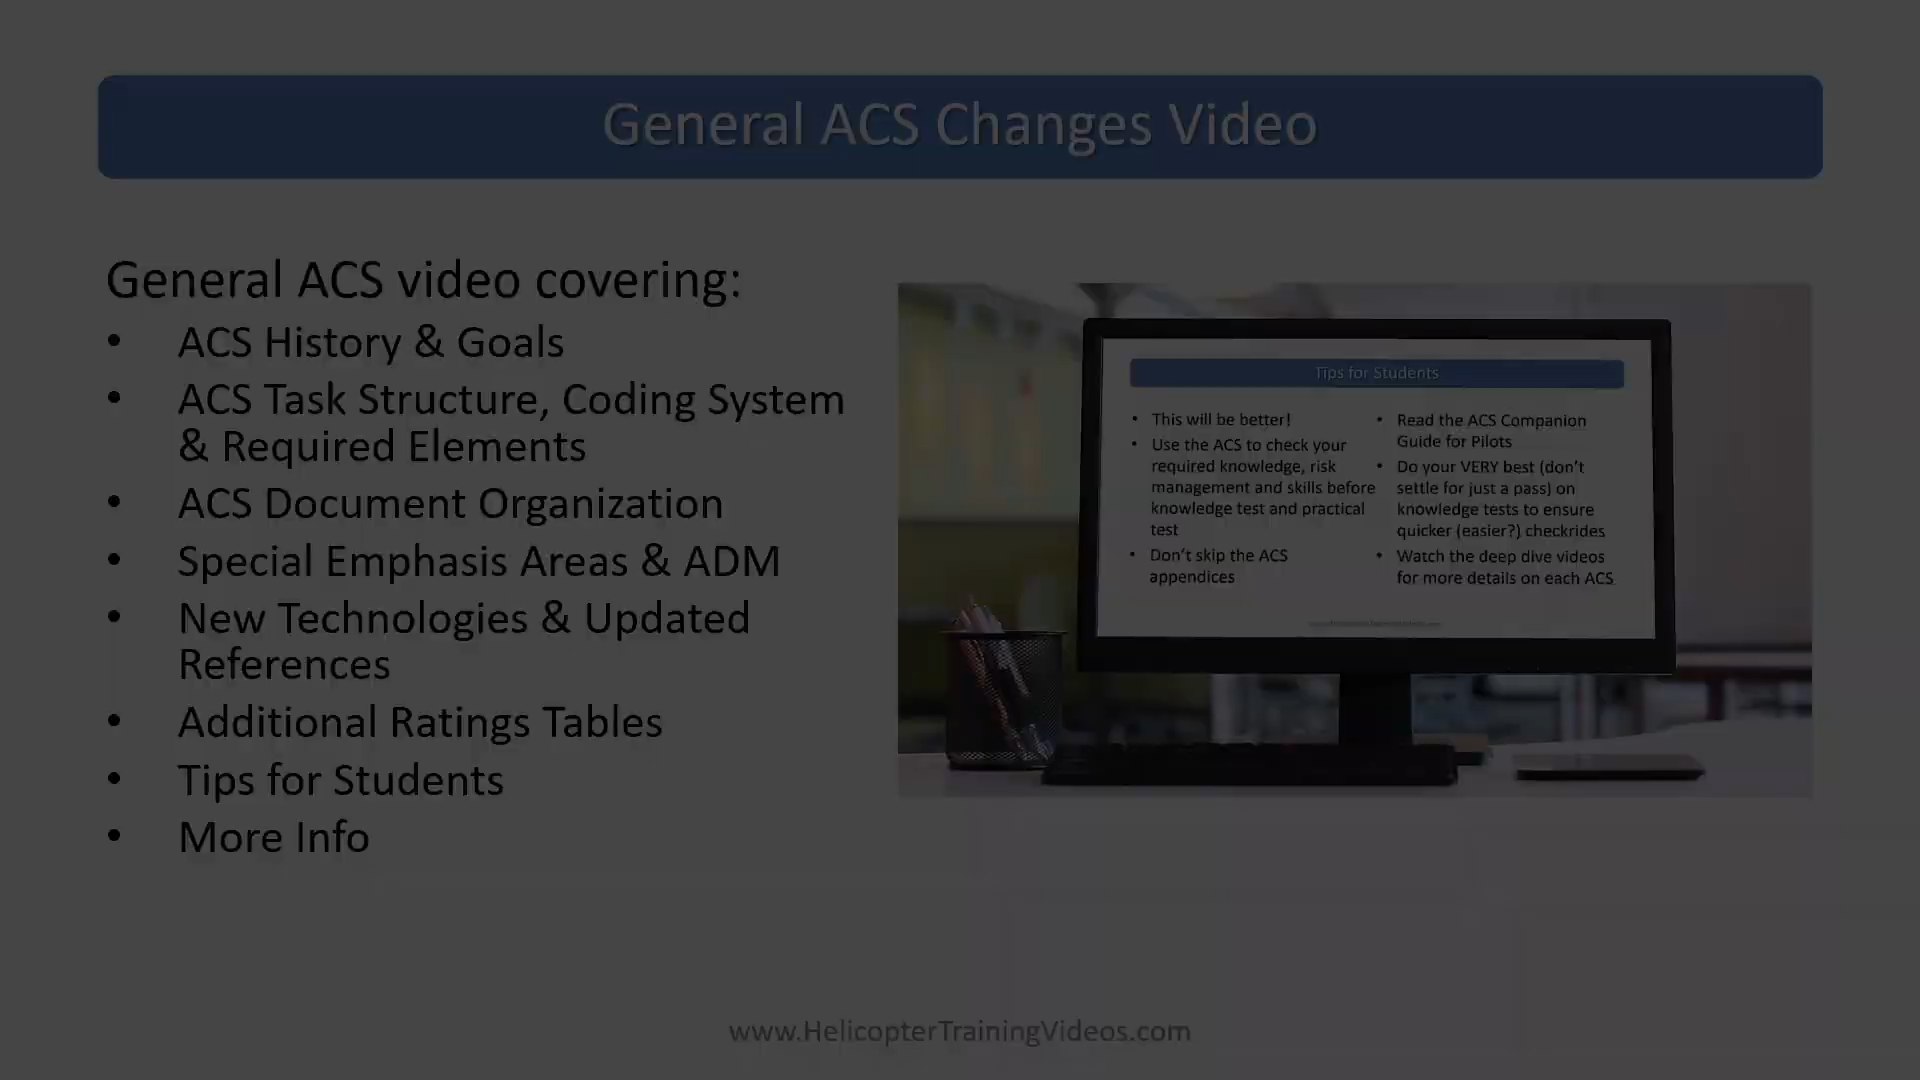 General ACS Changes Video
General ACS video covering:
• ACS History & Goals
• ACS Task Structure, Coding System
& Required Elements
• ACS Document Organization
• Special Emphasis Areas & ADM
• New Technologies & Updated
References
• Additional Ratings Tables
• Tips for Students
• More Info
Tips for Students
• This will be better!
• Use the ACS to check your
required knowledge, risk
management and skills before
knowledge test and practical
test
• Don't skip the ACS
appendices
• Read the ACS Companion
Guide for Pilots
• Do your VERY best (don't
settle for just a pass) on
knowledge tests to ensure
quicker (easier?) checkrides
• Watch the deep dive videos
for more details on each ACS
www.HelicopterTrainingVideos.com